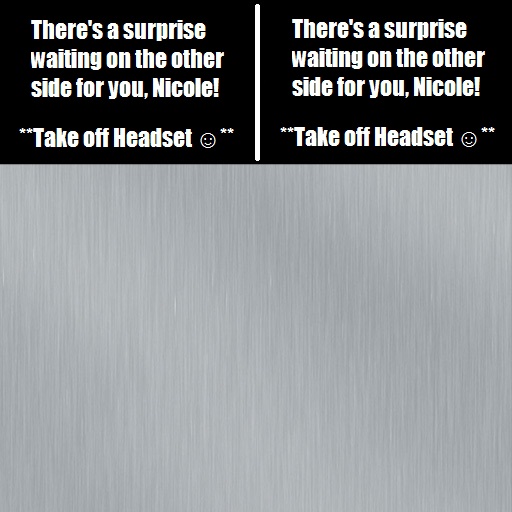 There's a surprise
waiting on the other
side for you, Nicole!
**Take off Headset ☺**
There's a surprise
waiting on the other
side for you, Nicole!
**Take off Headset ☺**